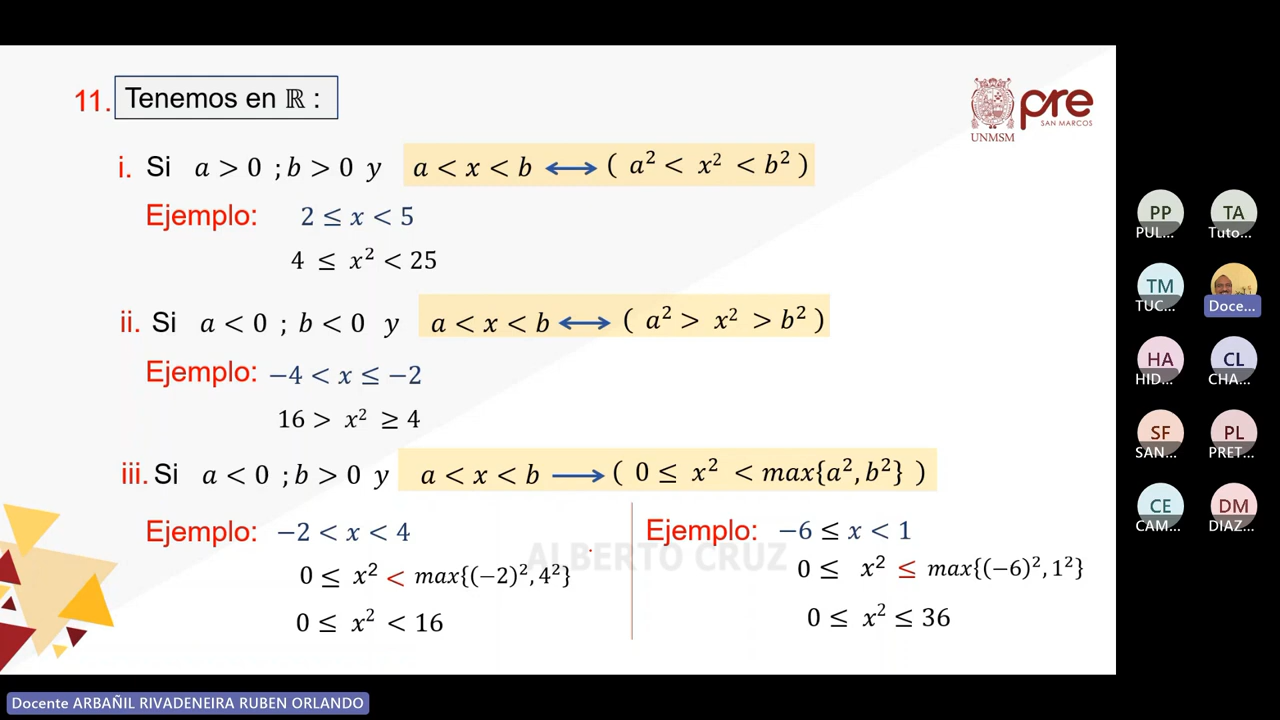 11. Tenemos en ℝ :
UNMSM
pre
SAN MARCOS
i. Si a > 0 ; b > 0 y a < x < b ⟷ ( a² < x² < b² )
Ejemplo: 2 ≤ x < 5
4 ≤ x² < 25
ii. Si a < 0 ; b < 0 y a < x < b ⟷ ( a² > x² > b² )
Ejemplo: −4 < x ≤ −2
16 > x² ≥ 4
iii. Si a < 0 ; b > 0 y a < x < b ⟶ ( 0 ≤ x² < max{a², b²} )
Ejemplo: −2 < x < 4
0 ≤ x² < max{(−2)², 4²}
0 ≤ x² < 16
Ejemplo: −6 ≤ x < 1
0 ≤ x² ≤ max{(−6)², 1²}
0 ≤ x² ≤ 36
ALBERTO CRUZ
PP TA
PUL... Tuto...
TM
TUC... Doce...
HA CL
HID... CHA...
SF PL
SAN... PRET...
CE DM
CAM... DIAZ...
Docente ARBAÑIL RIVADENEIRA RUBEN ORLANDO